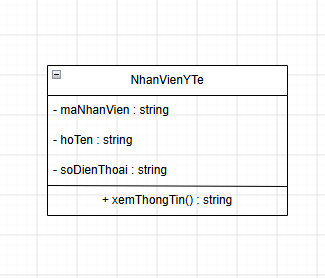 NhanVienYTe
- maNhanVien : string
- hoTen : string
- soDienThoai : string
+ xemThongTin() : string